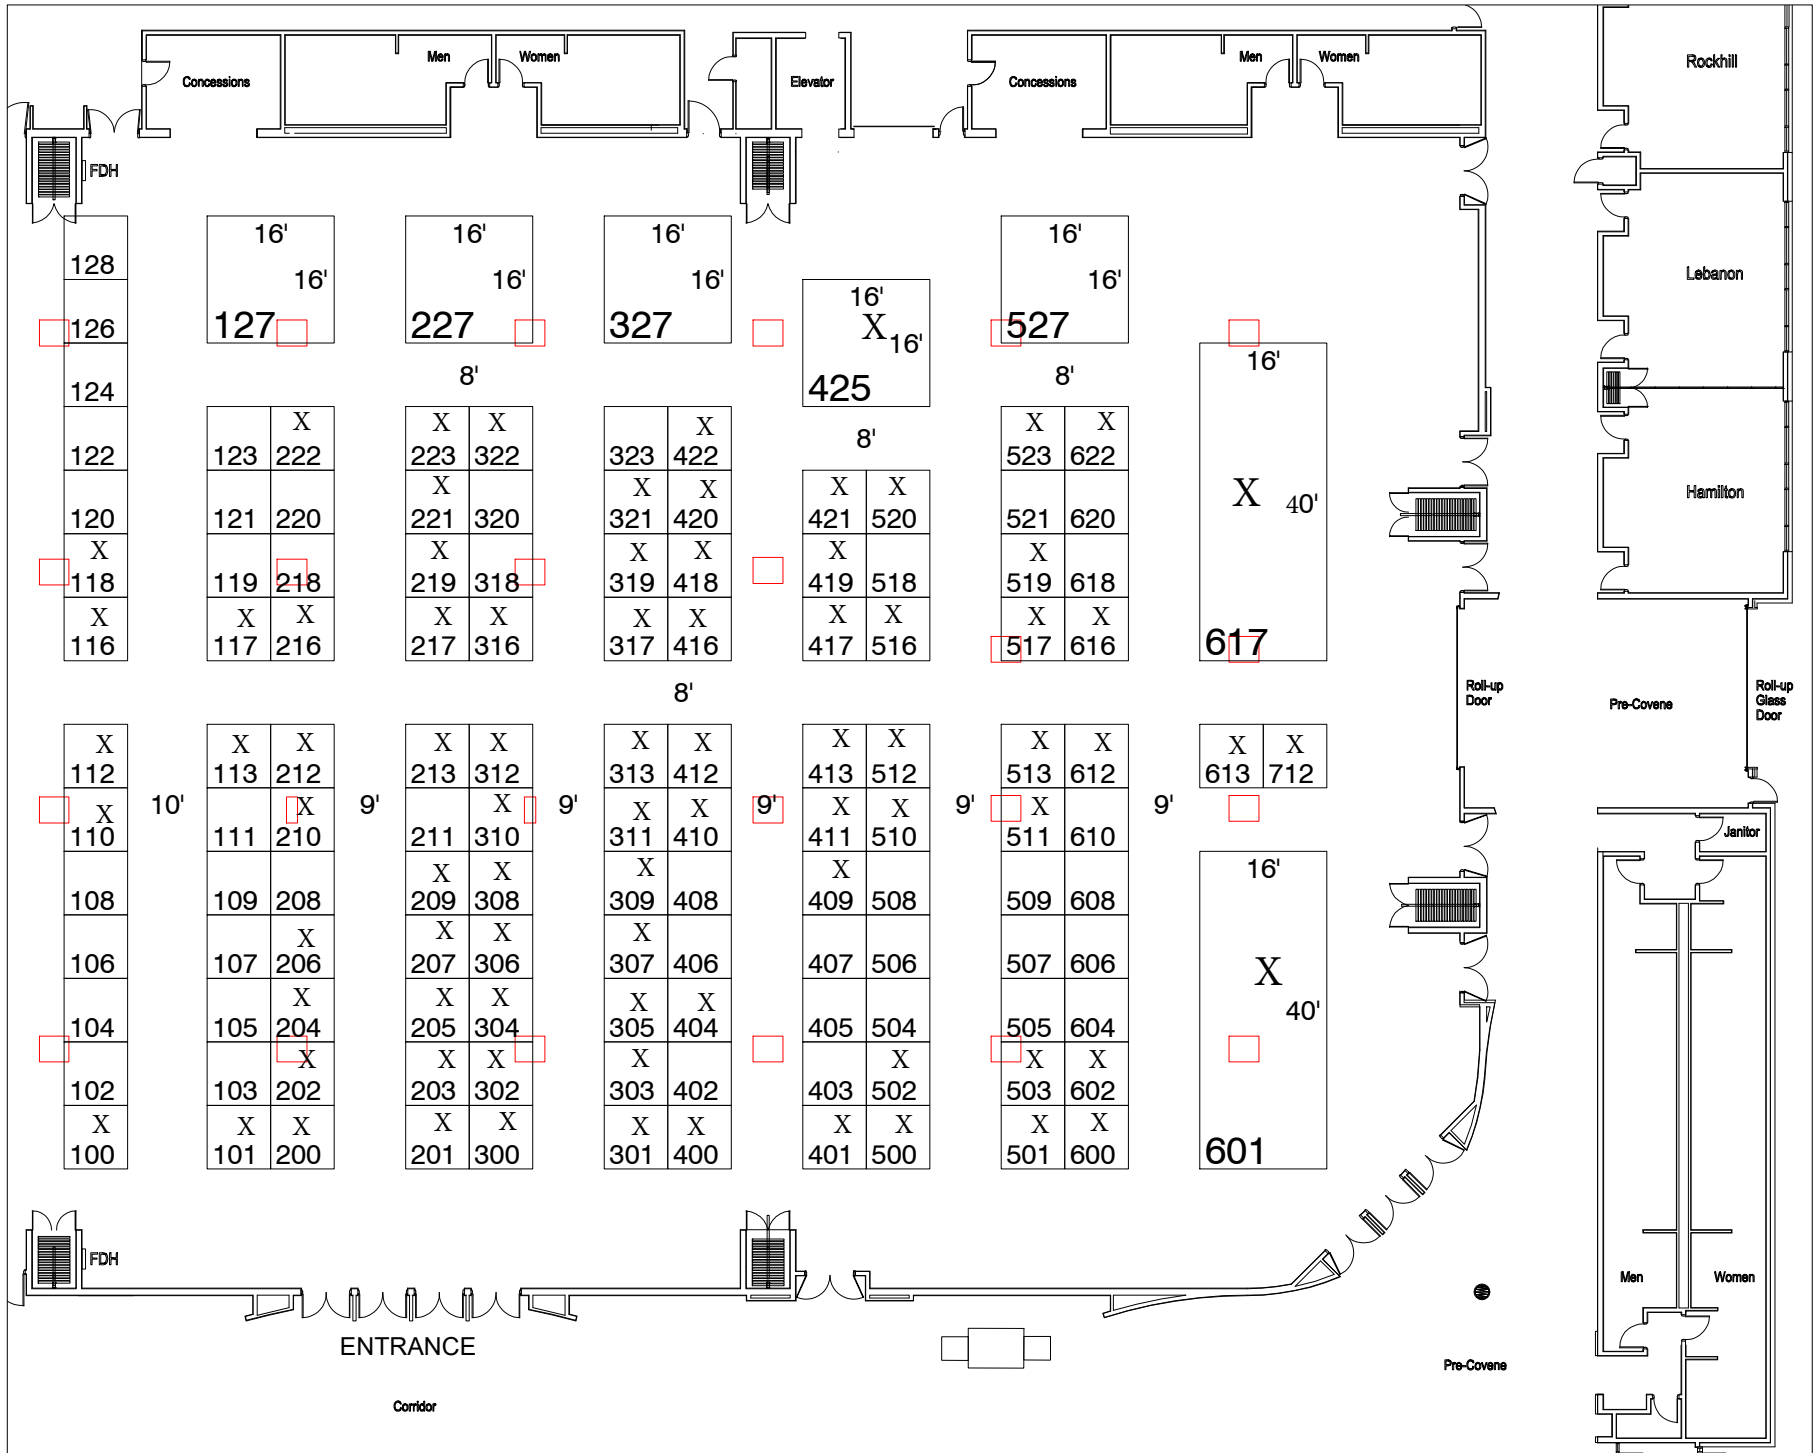 Men Women Men Women
Concessions Elevator Concessions Rockhill
FDH
16' 16' 16' 16'
128
16' 16' 16' 16' Lebanon
16'
126 127 227 327 X 16' 527
8' 8' 16'
124 425
X X X X X X
8'
122 123 222 223 322 323 422 523 622
X X X X X X 40' Hamilton
120 121 220 221 320 321 420 421 520 521 620
X X X X X X
118 119 218 219 318 319 418 419 518 519 618
X X X X X X X X X X X
116 117 216 217 316 317 416 417 516 517 616 617
8' Roll-up Door Pre-Covene Roll-up Glass Door
X X X X X X X X X X X X X
112 113 212 213 312 313 412 413 512 513 612 613 712
10' 9' 9' 9' 9' 9'
X X X X X X X X
110 111 210 211 310 311 410 411 510 511 610 Janitor
X X X X 16'
108 109 208 209 308 309 408 409 508 509 608
X X X X
106 107 206 207 306 307 406 407 506 507 606
X
X X X X X 40'
104 105 204 205 304 305 404 405 504 505 604
X X X X X X X
102 103 202 203 302 303 402 403 502 503 602
X X X X X X X X X X X
100 101 200 201 300 301 400 401 500 501 600 601
FDH
Men Women
ENTRANCE
Pre-Covene
Corridor